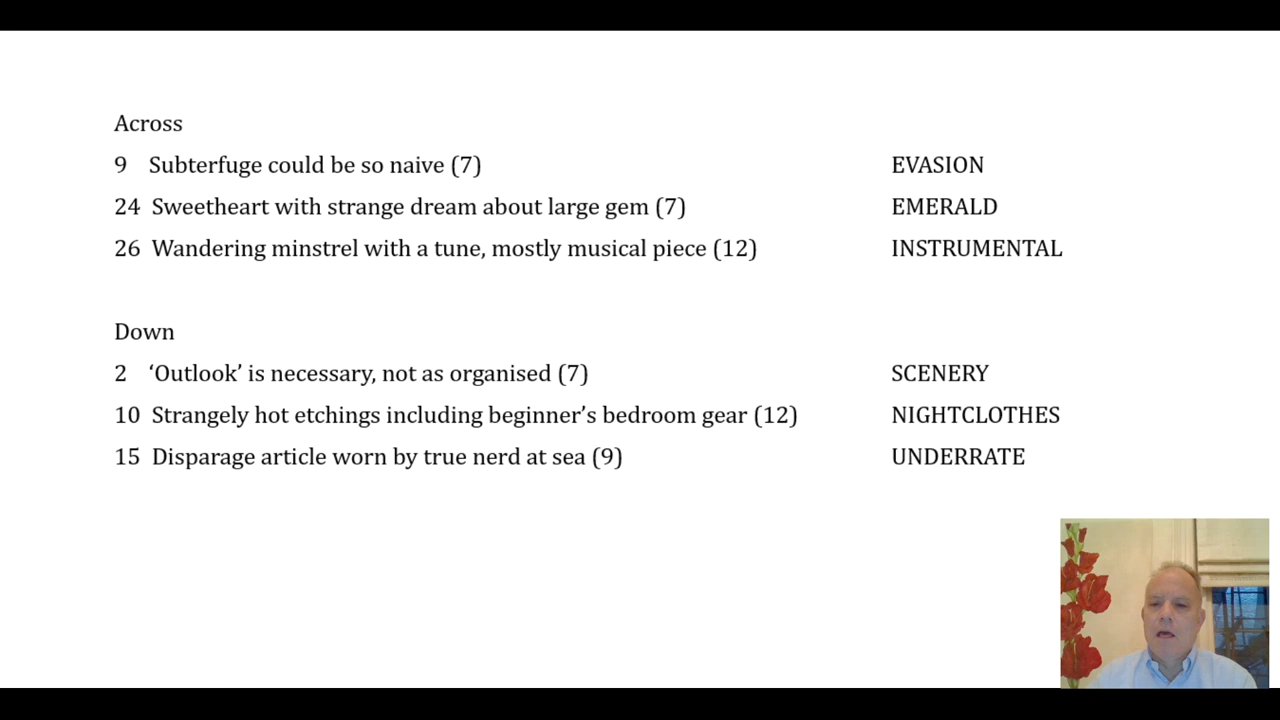 Across
9 Subterfuge could be so naive (7) EVASION
24 Sweetheart with strange dream about large gem (7) EMERALD
26 Wandering minstrel with a tune, mostly musical piece (12) INSTRUMENTAL
Down
2 ‘Outlook’ is necessary, not as organised (7) SCENERY
10 Strangely hot etchings including beginner’s bedroom gear (12) NIGHTCLOTHES
15 Disparage article worn by true nerd at sea (9) UNDERRATE